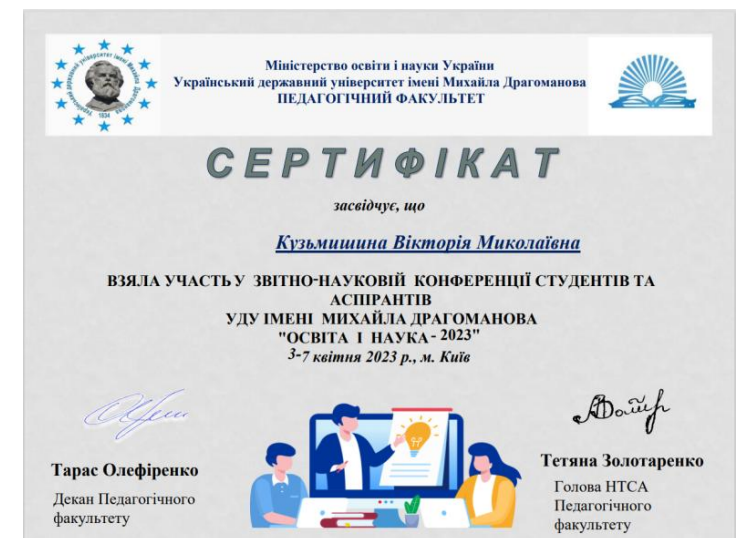 Міністерство освіти і науки України
Український державний університет імені Михайла Драгоманова
ПЕДАГОГІЧНИЙ ФАКУЛЬТЕТ
СЕРТИФІКАТ
засвідчує, що
Кузьмишина Вікторія Миколаївна
ВЗЯЛА УЧАСТЬ У ЗВІТНО-НАУКОВІЙ КОНФЕРЕНЦІЇ СТУДЕНТІВ ТА
АСПІРАНТІВ
УДУ ІМЕНІ МИХАЙЛА ДРАГОМАНОВА
"ОСВІТА І НАУКА - 2023"
3-7 квітня 2023 р., м. Київ
Тарас Олефіренко
Декан Педагогічного
факультету
Тетяна Золотаренко
Голова НТСА
Педагогічного
факультету